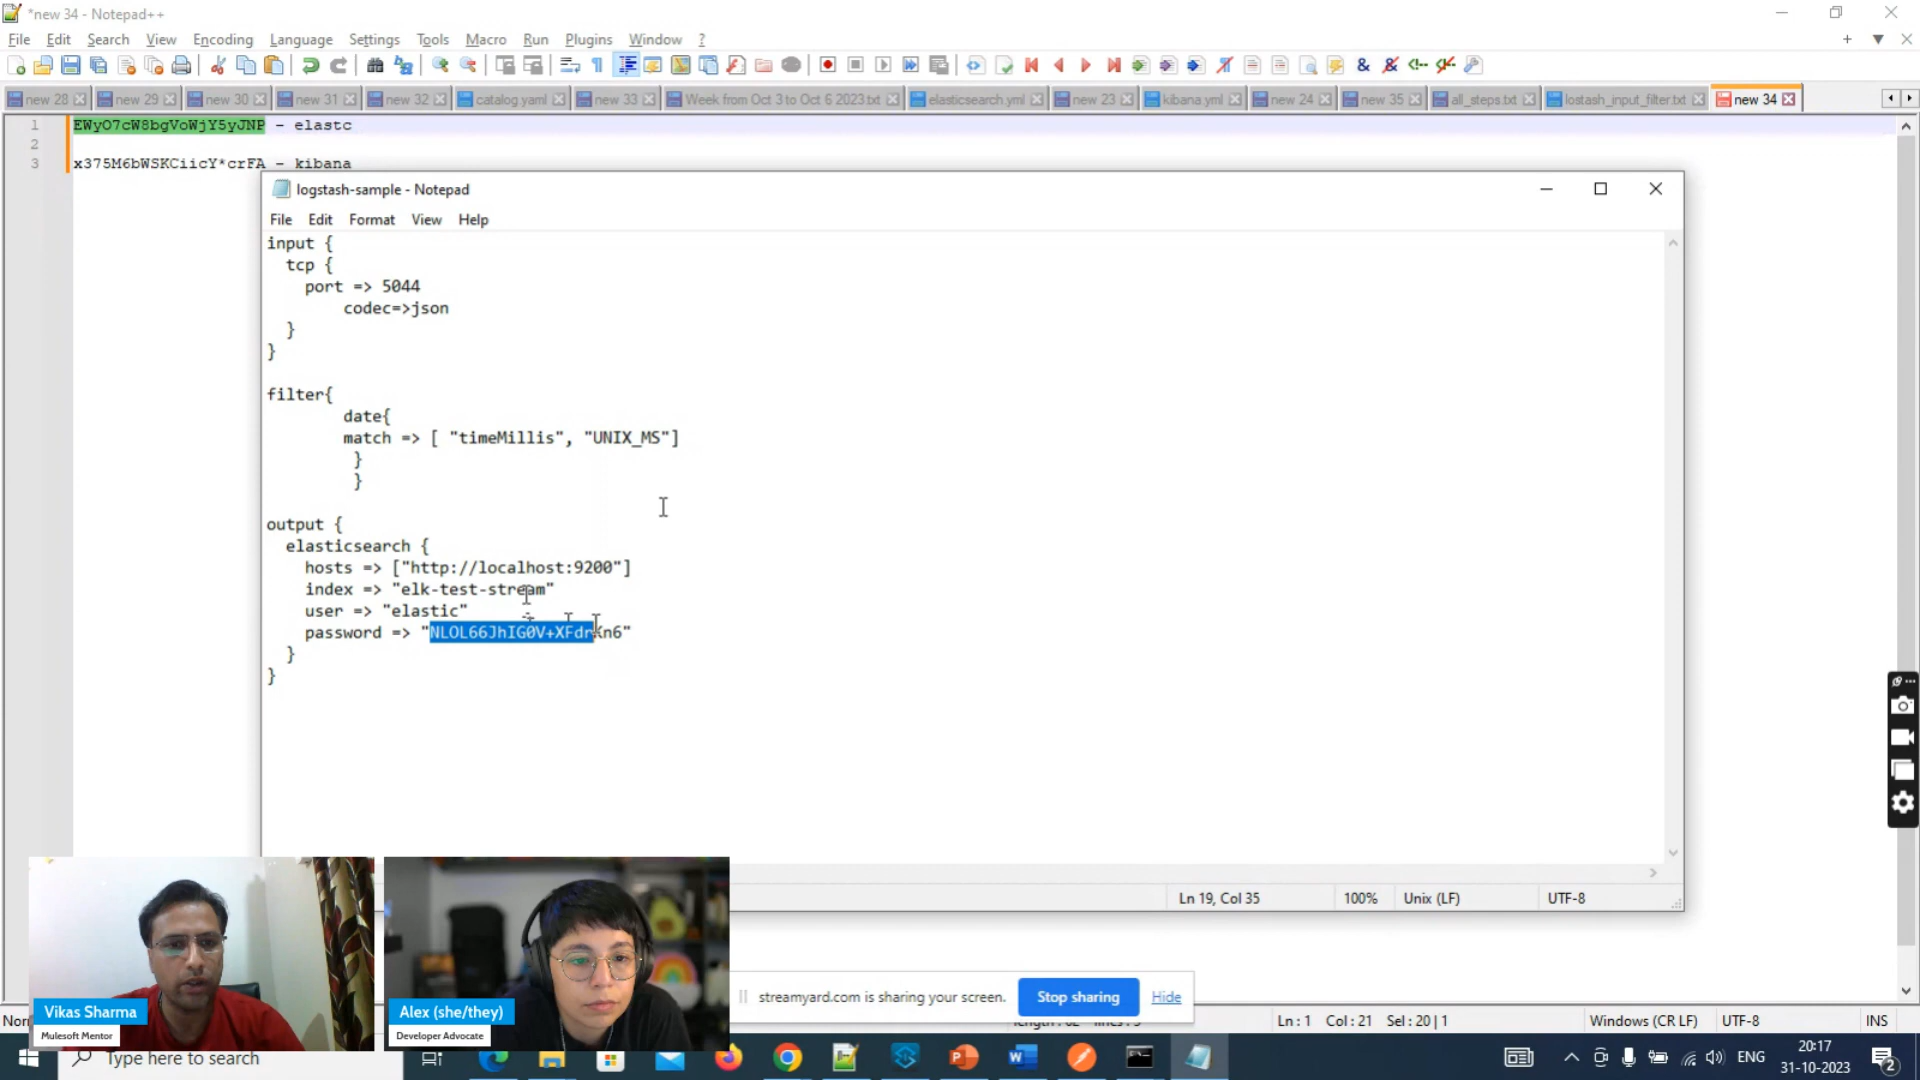 *new 34 - Notepad++
File Edit Search View Encoding Language Settings Tools Macro Run Plugins Window ?
new 28 new 29 new 30 new 31 new 32 catalog.yaml new 33 Week from Oct 3 to Oct 6 2023.txt elasticsearch.yml new 23 kibana.yml new 24 new 35 all_steps.txt lostash_input_filter.txt new 34
1 EWyO7cW8bgVoWjY5yJNP - elastc
2
3 x375M6bWSKCiicY*crFA - kibana
logstash-sample - Notepad
File Edit Format View Help
input {
tcp {
port => 5044
codec=>json
}
}
filter{
date{
match => [ "timeMillis", "UNIX_MS"]
}
}
output {
elasticsearch {
hosts => ["http://localhost:9200"]
index => "elk-test-stream"
user => "elastic"
password => "NLOL66JhIG0V+XFdrXn6"
}
}
Ln 19, Col 35 100% Unix (LF) UTF-8
streamyard.com is sharing your screen. Stop sharing Hide
Vikas Sharma
Mulesoft Mentor
Alex (she/they)
Developer Advocate
Ln : 1 Col : 21 Sel : 20 | 1 Windows (CR LF) UTF-8 INS
Type here to search
ENG
20:17
31-10-2023
2